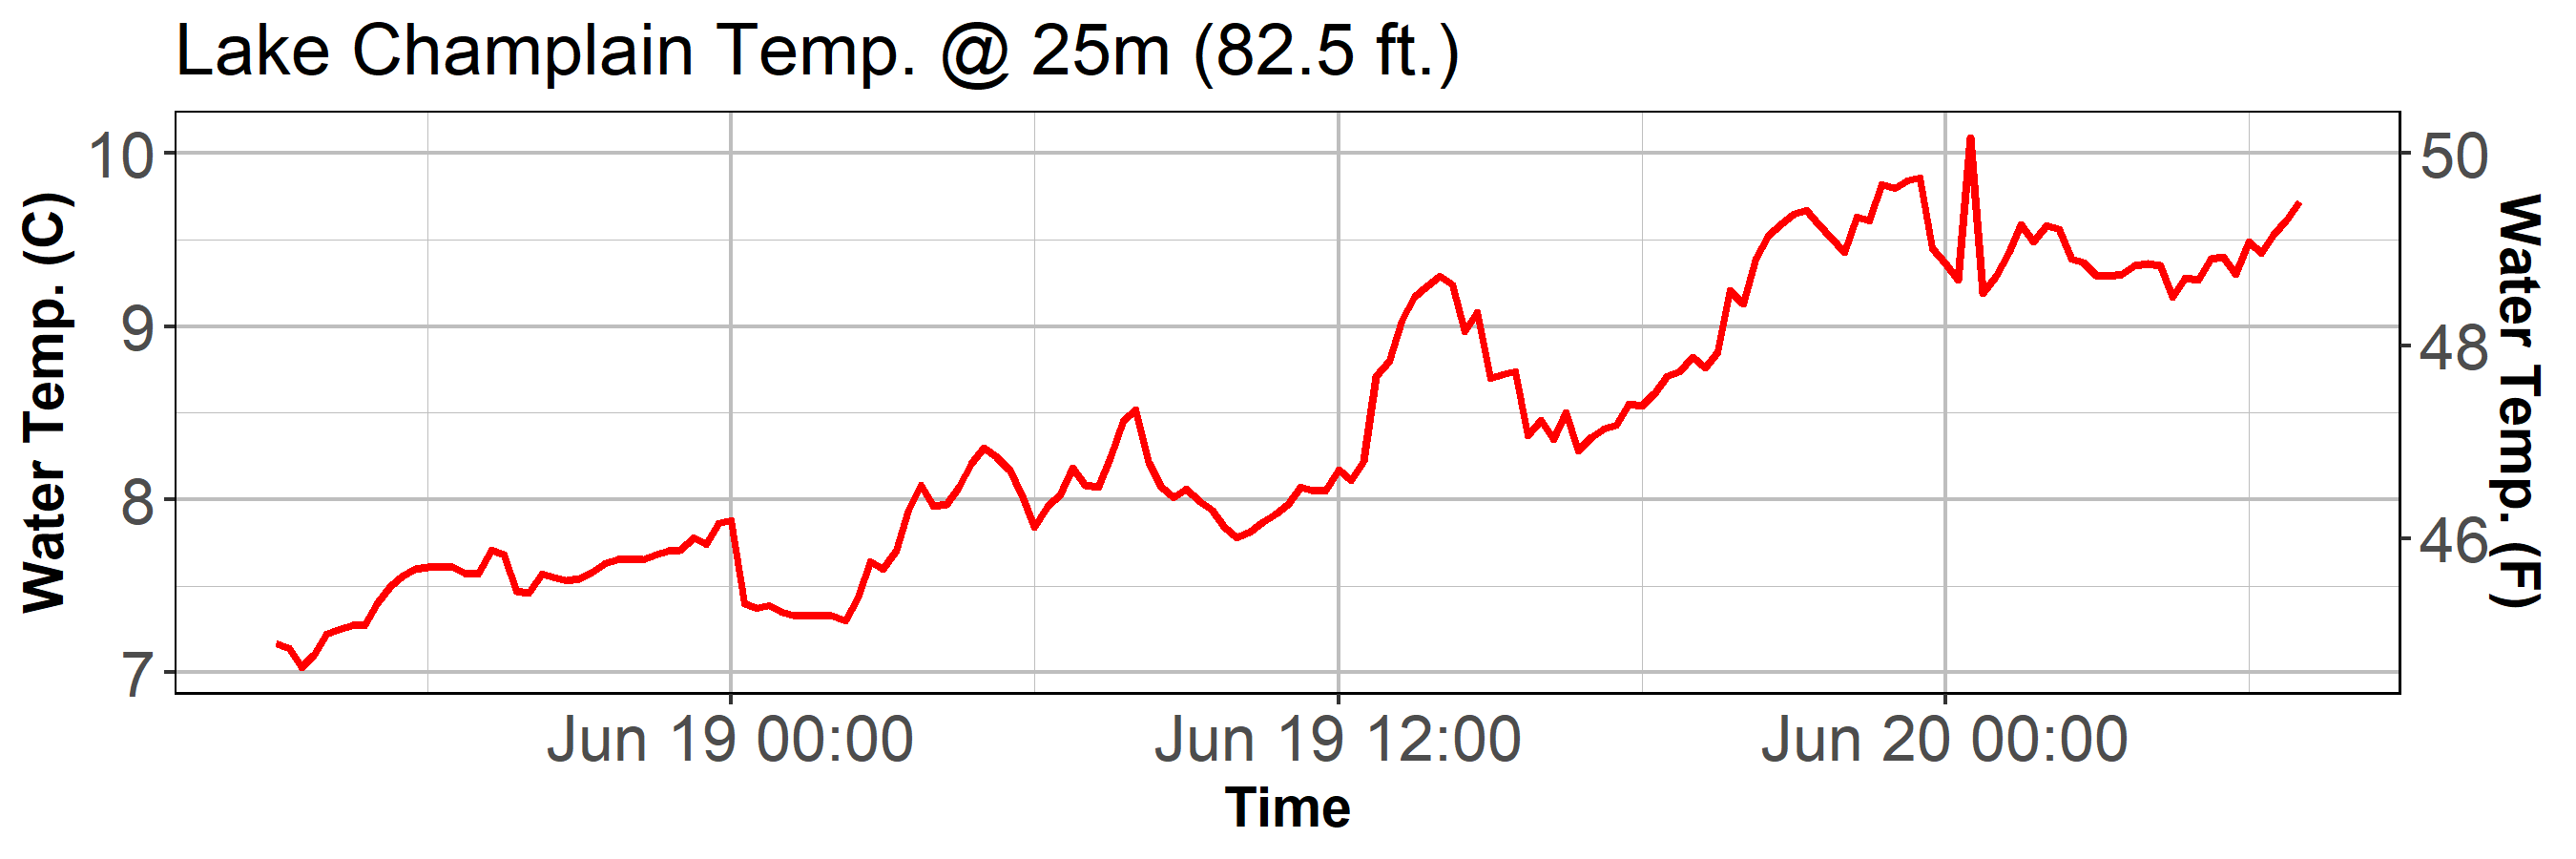 Lake Champlain Temp. @ 25m (82.5 ft.)
Water Temp. (C)
10
9
8
7
50
48
46
Water Temp. (F)
Jun 19 00:00 Jun 19 12:00 Jun 20 00:00
Time